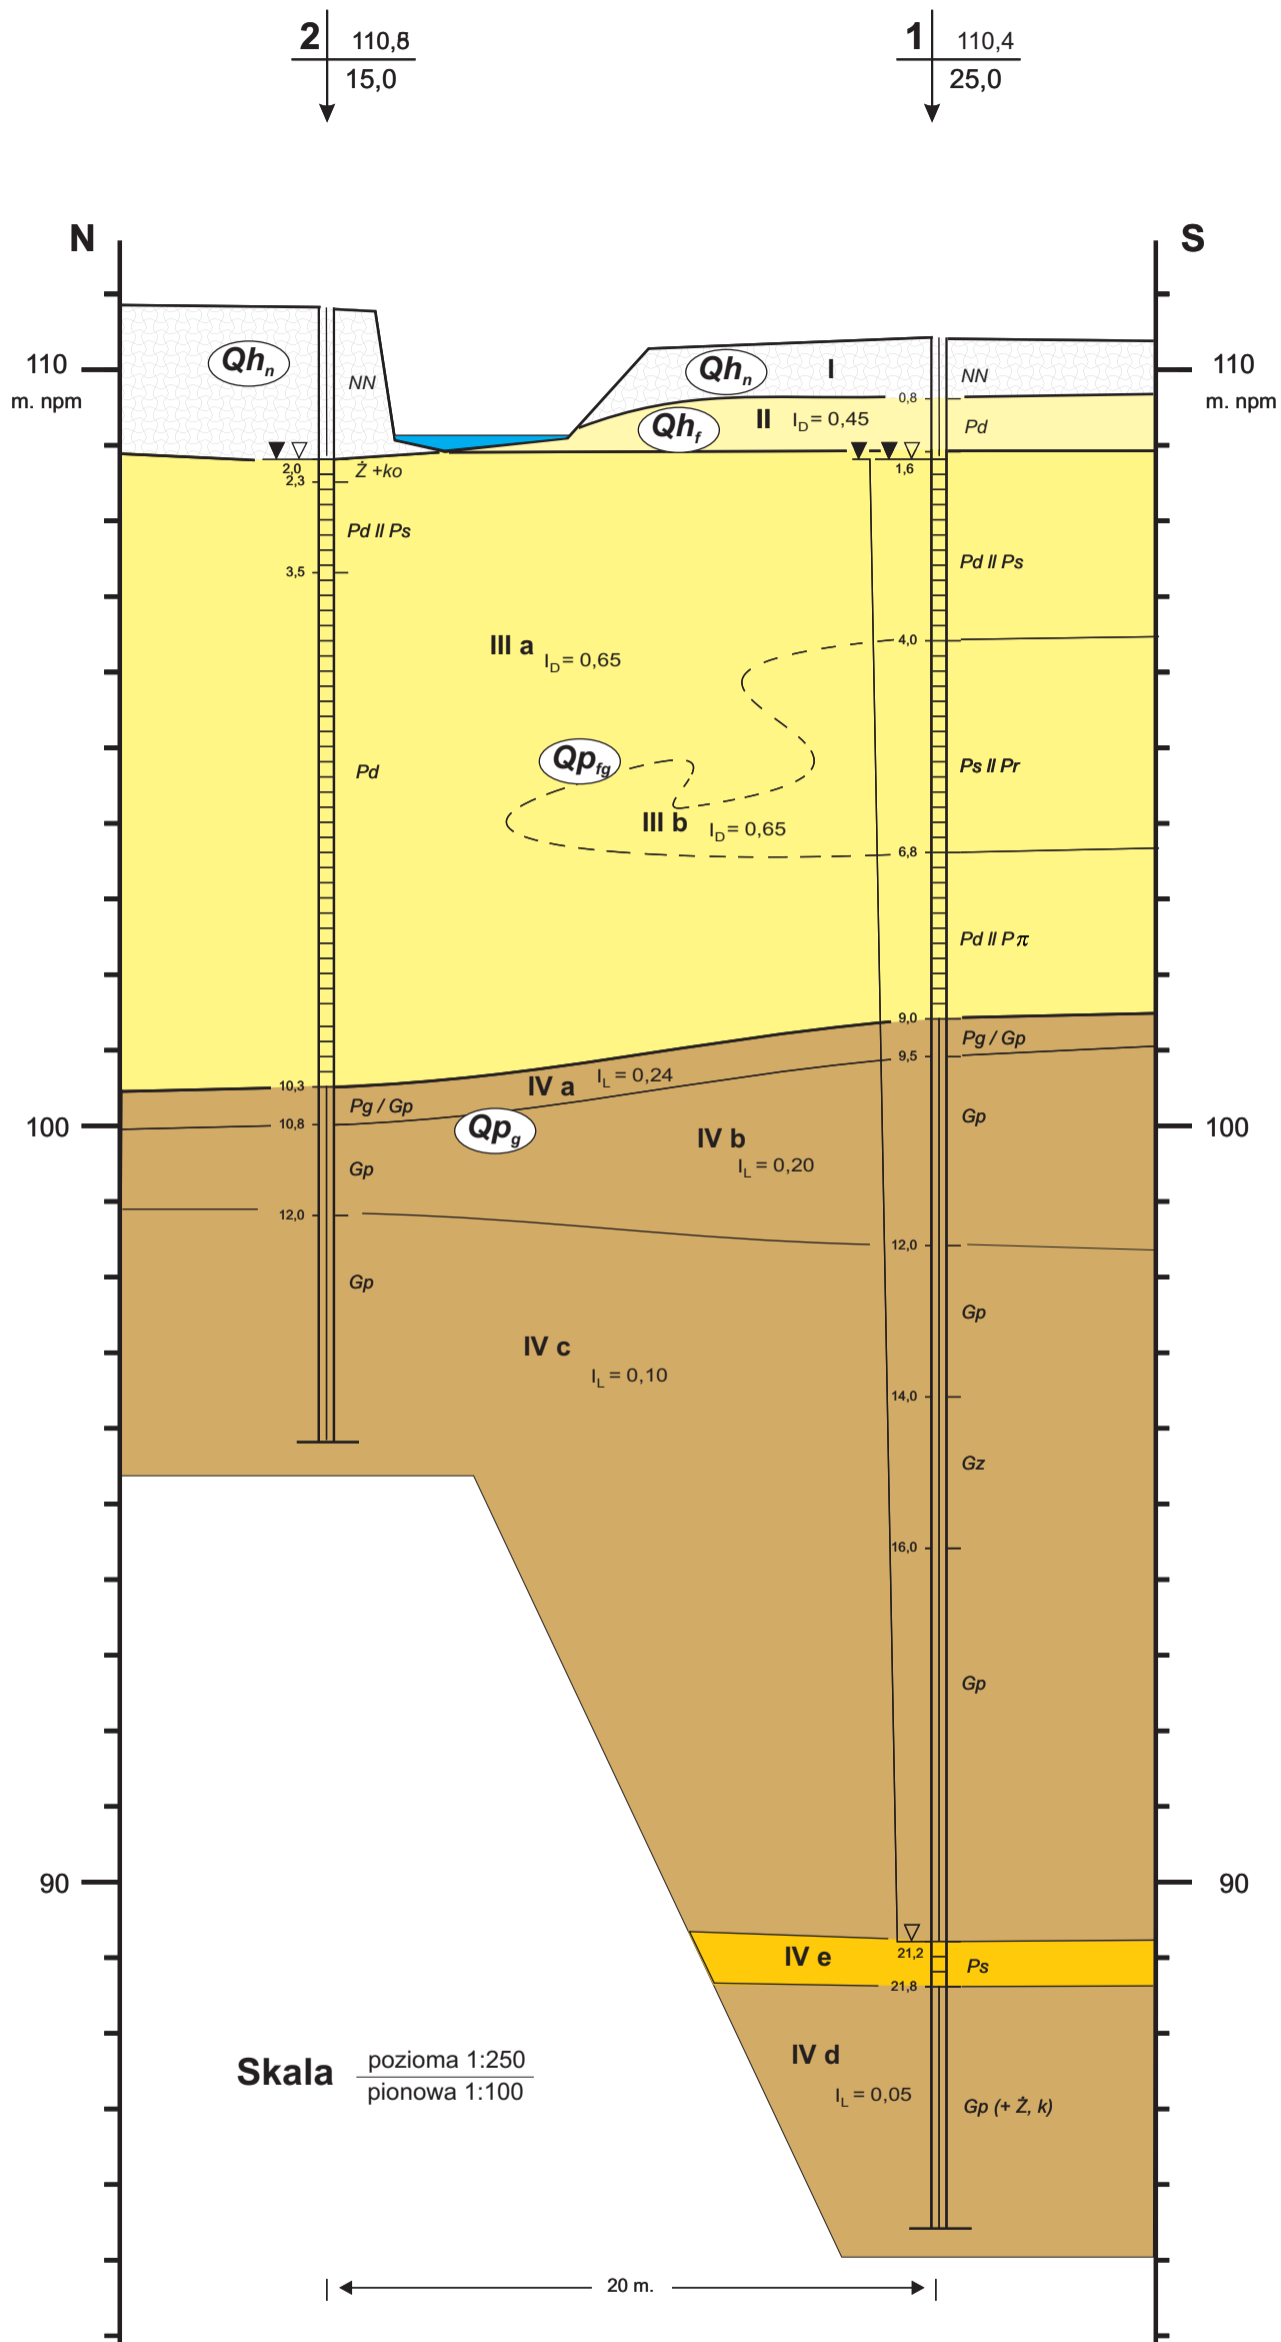 2 110,8
15,0
1 110,4
25,0
N
S
110
m. npm
110
m. npm
Qhn
NN
Qhn
I
NN
0,8
Qhf
II ID = 0,45
Pd
2,0
2,3
Ż +ko
1,6
Pd II Ps
3,5
Pd II Ps
III a ID = 0,65
4,0
Qpfg
Pd
Ps II Pr
III b ID = 0,65
6,8
Pd II P π
9,0
Pg / Gp
9,5
10,3
IV a IL = 0,24
Pg / Gp
10,8
Qpg
Gp
100
100
IV b
IL = 0,20
Gp
12,0
12,0
Gp
Gp
IV c
IL = 0,10
14,0
Gz
16,0
Gp
90
90
IV e
21,2
Ps
21,8
IV d
IL = 0,05
Gp (+ Ż, k)
Skala pozioma 1:250
pionowa 1:100
20 m.